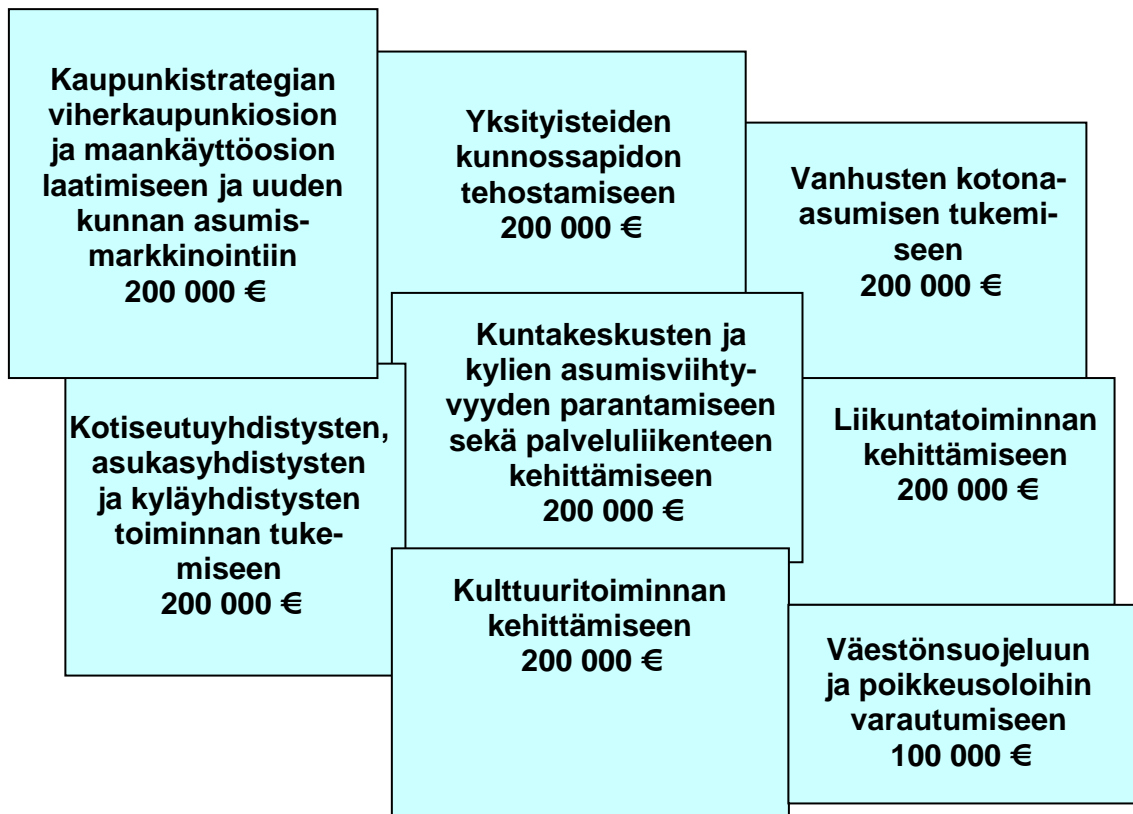 Kaupunkistrategian
viherkaupunkiosion
ja maankäyttöosion
laatimiseen ja uuden
kunnan asumis-
markkinointiin
200 000 €
Yksityisteiden
kunnossapidon
tehostamiseen
200 000 €
Vanhusten kotona-
asumisen tukemi-
seen
200 000 €
Kotiseutuyhdistysten,
asukasyhdistysten
ja kyläyhdistysten
toiminnan tuke-
miseen
200 000 €
Kuntakeskusten ja
kylien asumisviihty-
vyyden parantamiseen
sekä palveluliikenteen
kehittämiseen
200 000 €
Liikuntatoiminnan
kehittämiseen
200 000 €
Kulttuuritoiminnan
kehittämiseen
200 000 €
Väestönsuojeluun
ja poikkeusoloihin
varautumiseen
100 000 €